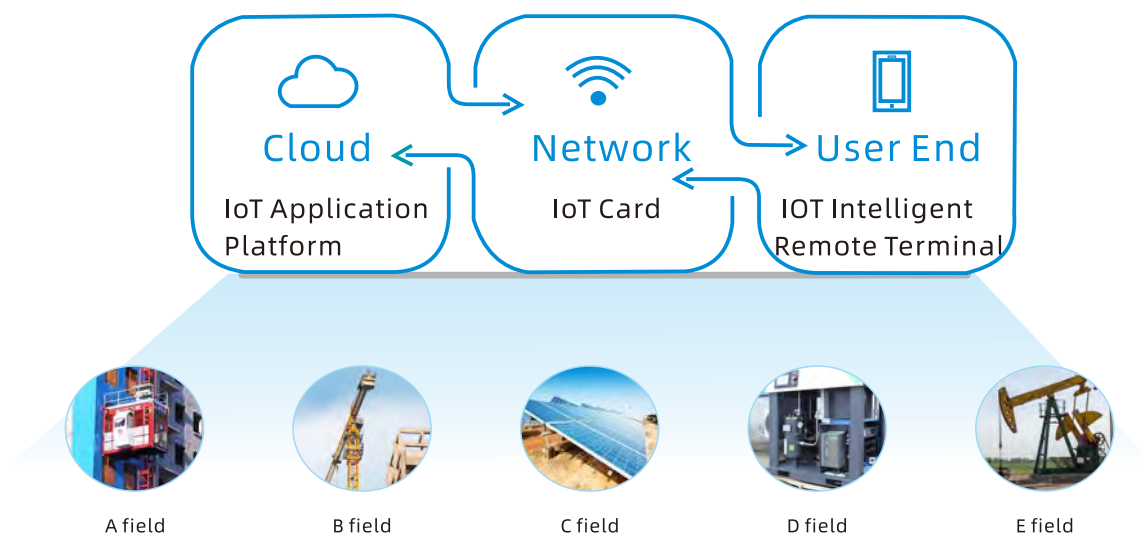 Cloud
Network
User End
IoT Application
Platform
IoT Card
IOT Intelligent
Remote Terminal
A field
B field
C field
D field
E field